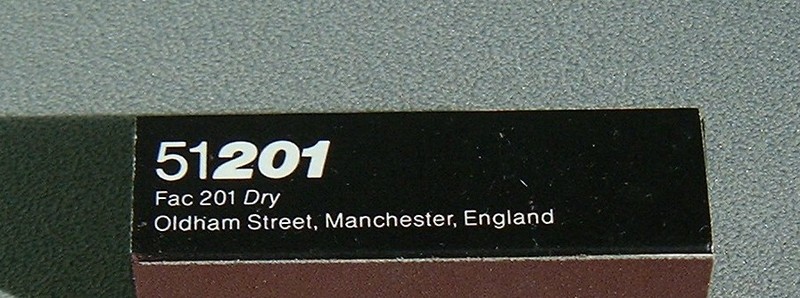 51201
Fac 201 Dry
Oldham Street, Manchester, England